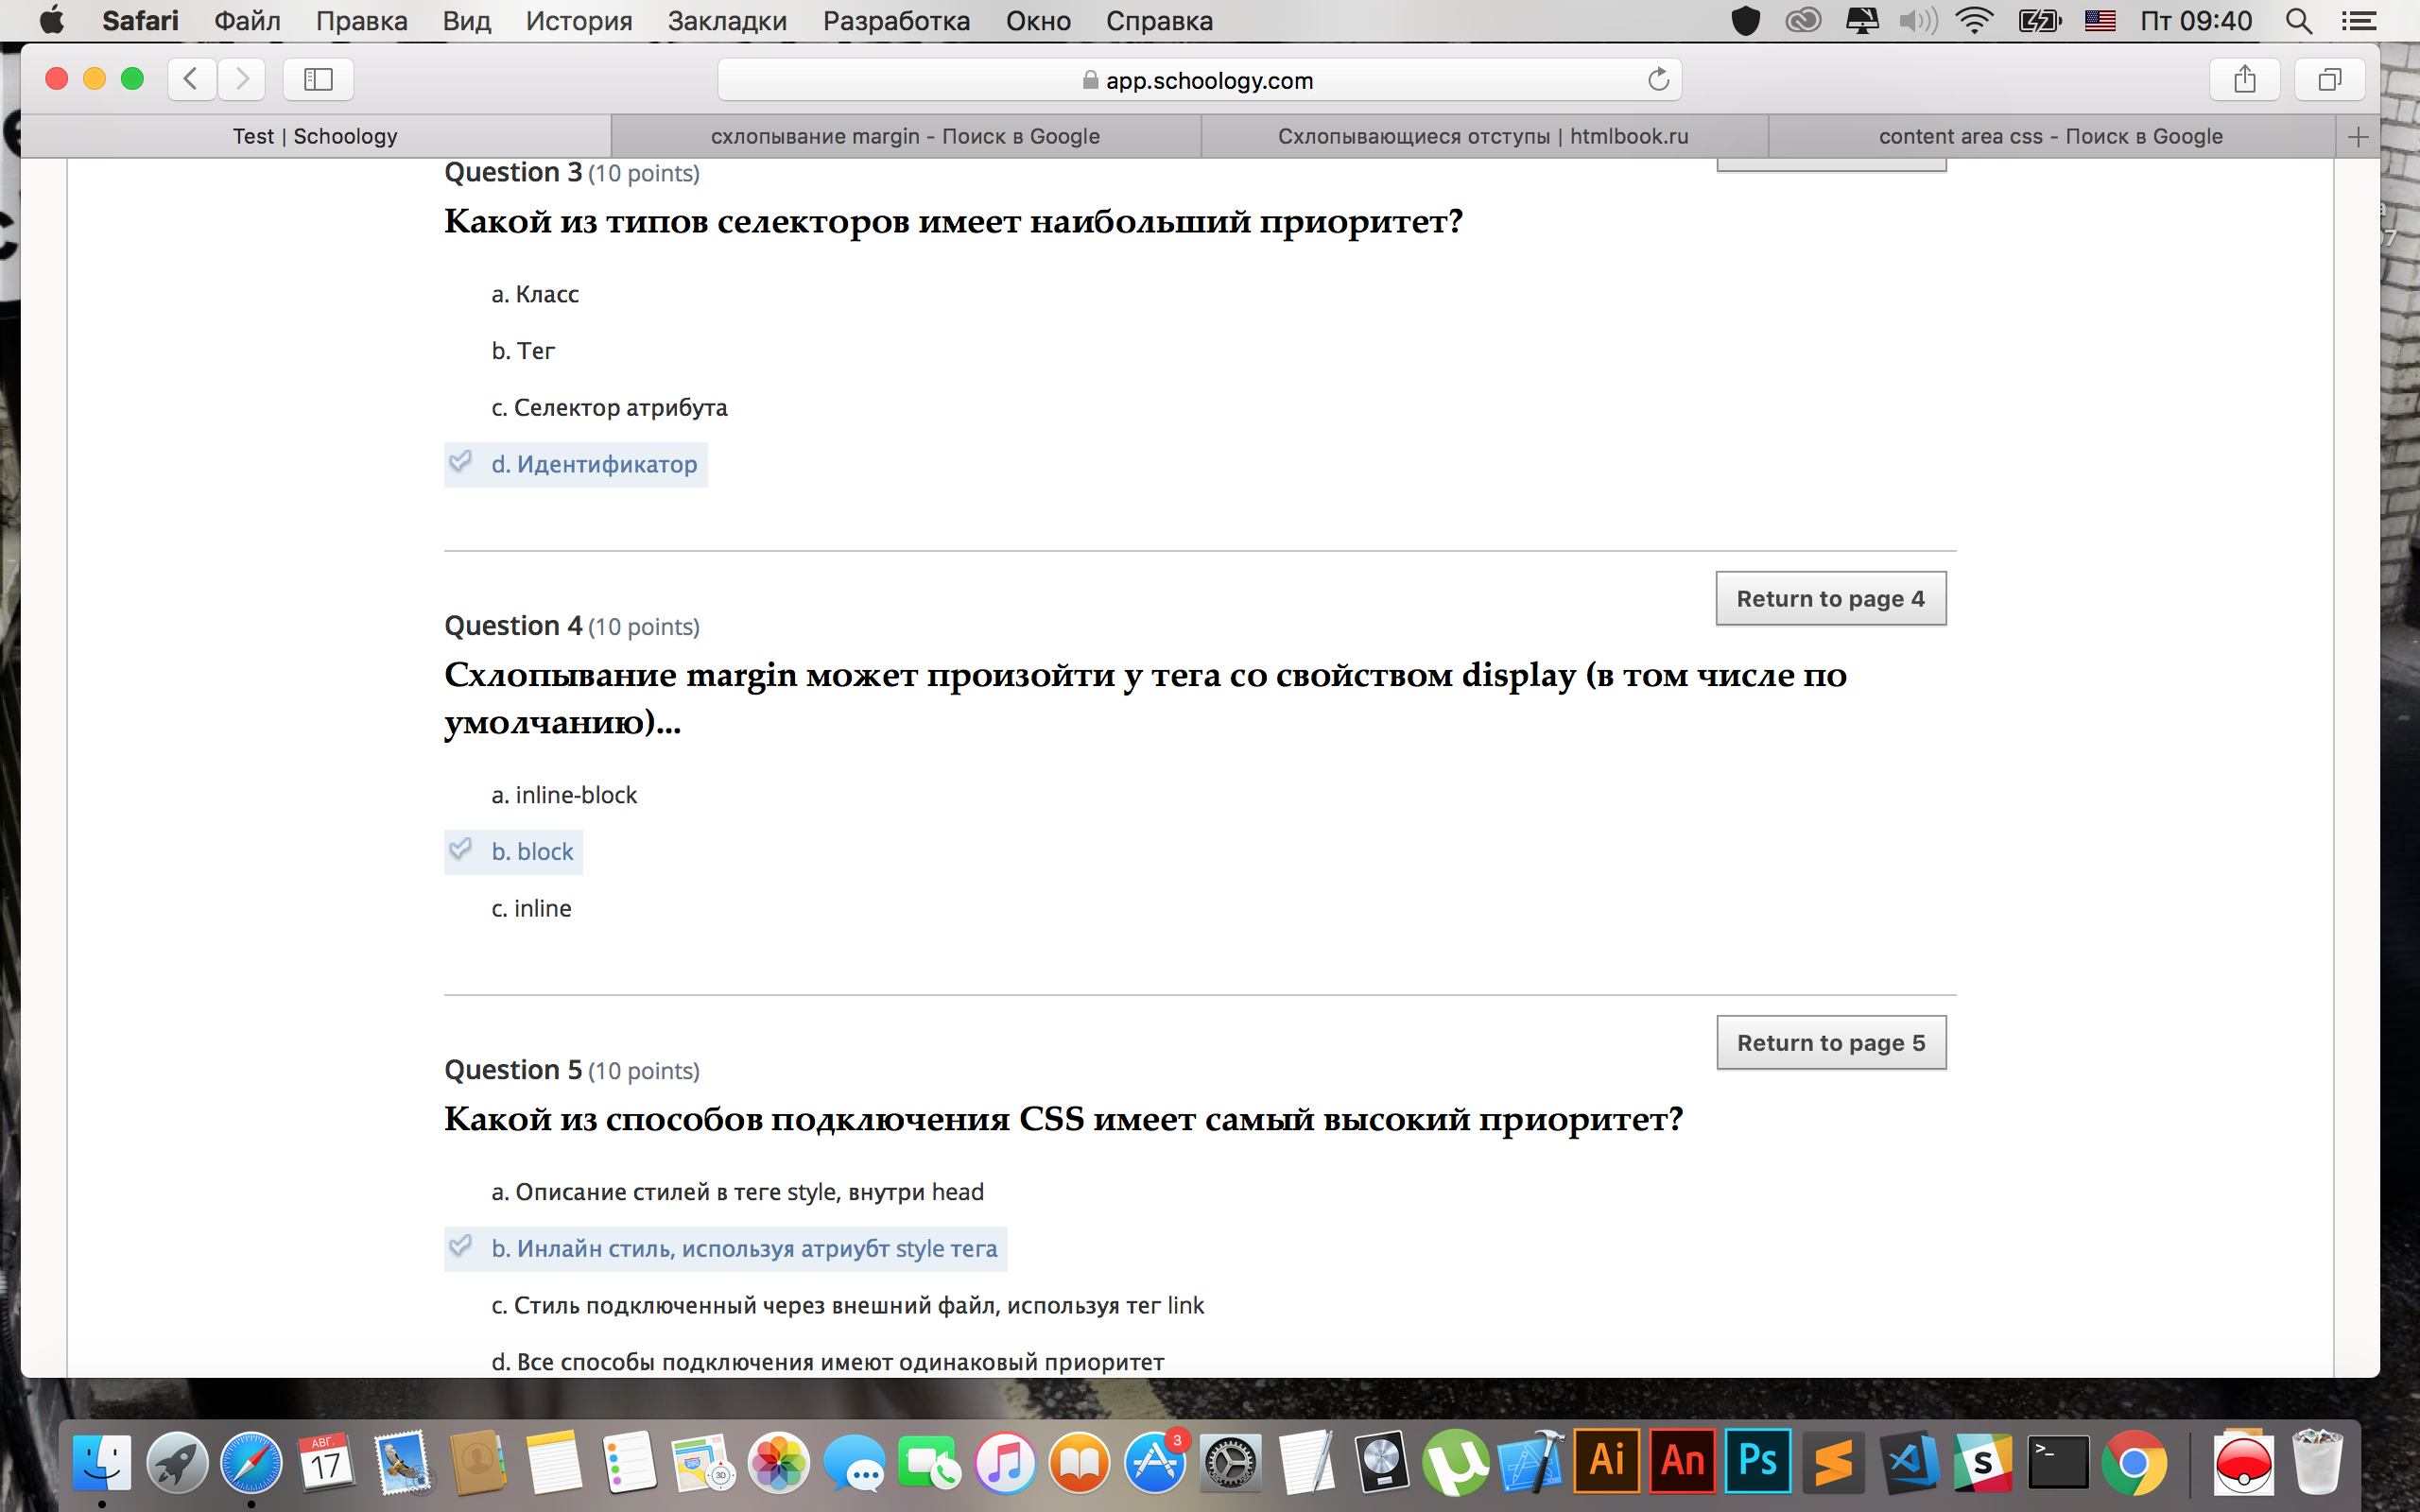 Safari Файл Правка Вид История Закладки Разработка Окно Справка Пт 09:40
app.schoology.com
Test | Schoology
схлопывание margin - Поиск в Google
Схлопывающиеся отступы | htmlbook.ru
content area css - Поиск в Google
Question 3 (10 points)
Какой из типов селекторов имеет наибольший приоритет?
a. Класс
b. Тег
c. Селектор атрибута
d. Идентификатор
Return to page 4
Question 4 (10 points)
Схлопывание margin может произойти у тега со свойством display (в том числе по
умолчанию)...
a. inline-block
b. block
c. inline
Return to page 5
Question 5 (10 points)
Какой из способов подключения CSS имеет самый высокий приоритет?
a. Описание стилей в теге style, внутри head
b. Инлайн стиль, используя атриубт style тега
c. Стиль подключенный через внешний файл, используя тег link
d. Все способы подключения имеют одинаковый приоритет
АВГ.
17
280
3D
3
Ai
An
Ps
S
>_